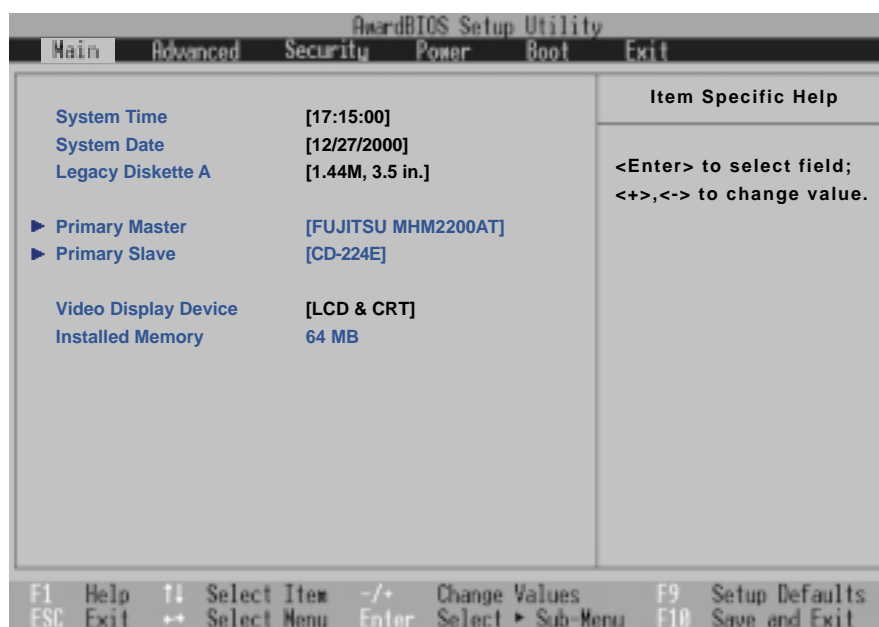 AwardBIOS Setup Utility
Main Advanced Security Power Boot Exit
Item Specific Help
System Time [17:15:00]
System Date [12/27/2000]
Legacy Diskette A [1.44M, 3.5 in.]
<Enter> to select field;
<+>,<-> to change value.
▶ Primary Master [FUJITSU MHM2200AT]
▶ Primary Slave [CD-224E]
Video Display Device [LCD & CRT]
Installed Memory 64 MB
F1 Help ↑↓ Select Item -/+ Change Values F9 Setup Defaults
ESC Exit ←→ Select Menu Enter Select ▶ Sub-Menu F10 Save and Exit